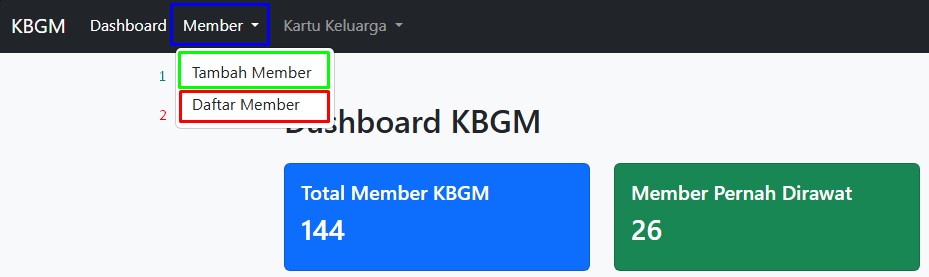 KBGM Dashboard Member Kartu Keluarga
1 Tambah Member
2 Daftar Member
Dashboard KBGM
Total Member KBGM
144
Member Pernah Dirawat
26